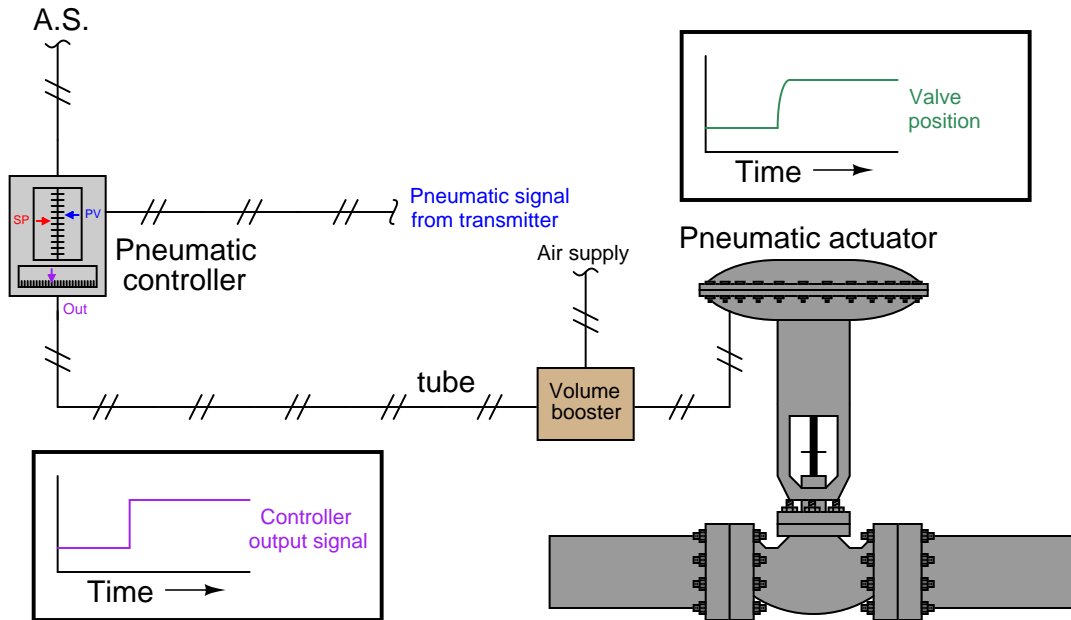 A.S.
SP
PV
Out
Pneumatic
controller
Pneumatic signal
from transmitter
Valve
position
Time
Pneumatic actuator
Air supply
tube
Volume
booster
Controller
output signal
Time